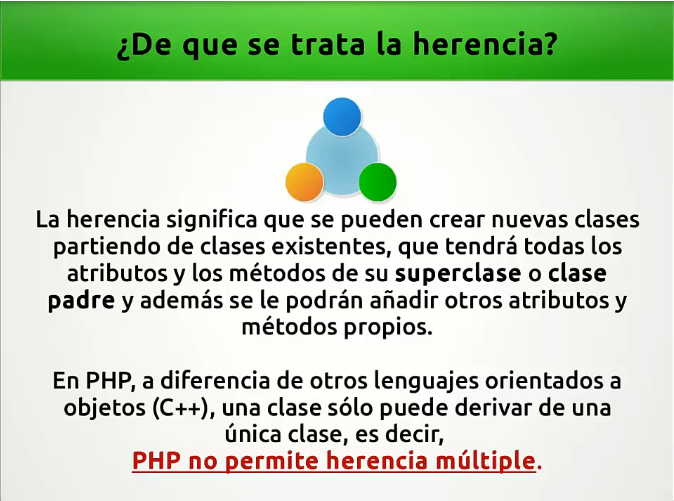 ¿De que se trata la herencia?
La herencia significa que se pueden crear nuevas clases
partiendo de clases existentes, que tendrá todas los
atributos y los métodos de su superclase o clase
padre y además se le podrán añadir otros atributos y
métodos propios.
En PHP, a diferencia de otros lenguajes orientados a
objetos (C++), una clase sólo puede derivar de una
única clase, es decir,
PHP no permite herencia múltiple.